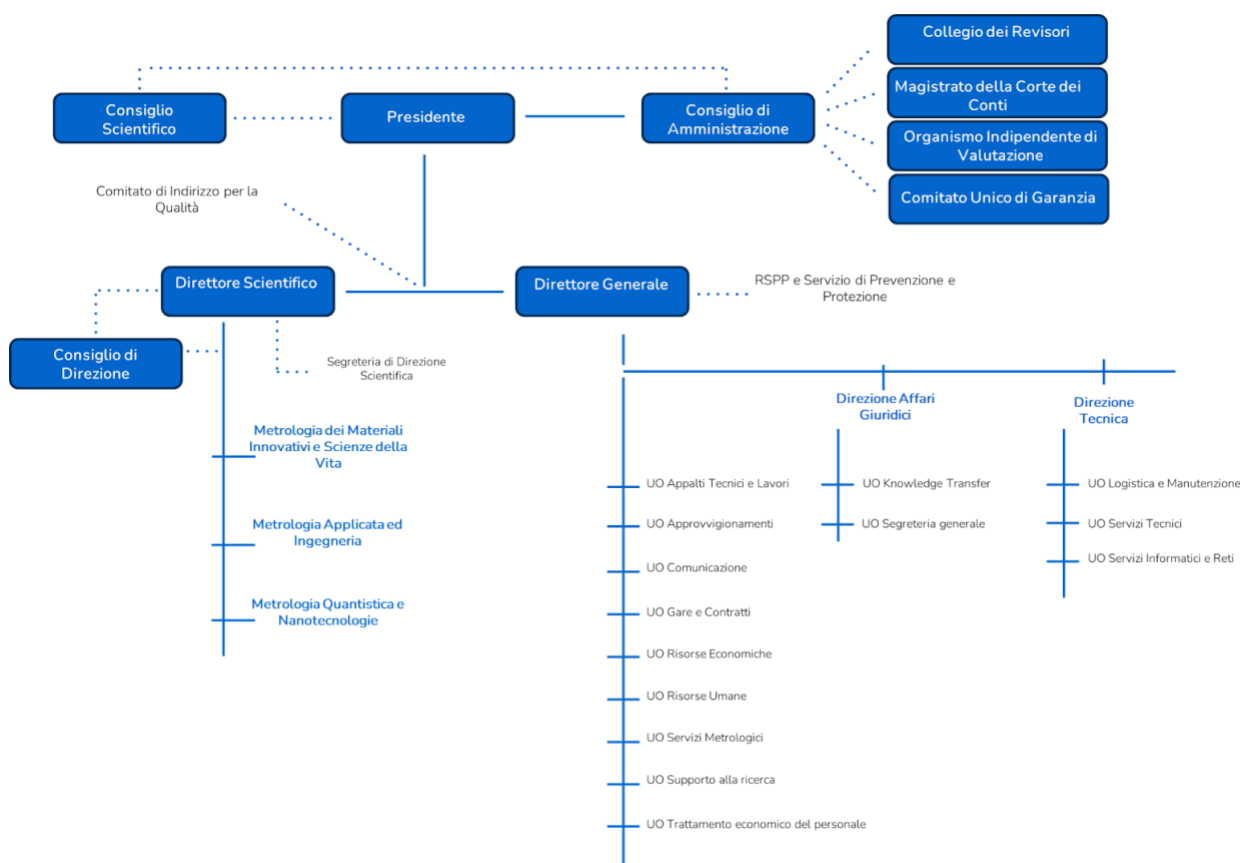 Collegio dei Revisori
Consiglio
Scientifico
Presidente
Consiglio di
Amministrazione
Magistrato della Corte dei
Conti
Organismo Indipendente di
Valutazione
Comitato Unico di Garanzia
Comitato di Indirizzo per la
Qualità
Direttore Scientifico
Direttore Generale
RSPP e Servizio di Prevenzione e
Protezione
Consiglio di
Direzione
Segreteria di Direzione
Scientifica
Metrologia dei Materiali
Innovativi e Scienze della
Vita
Metrologia Applicata ed
Ingegneria
Metrologia Quantistica e
Nanotecnologie
UO Appalti Tecnici e Lavori
UO Approvvigionamenti
UO Comunicazione
UO Gare e Contratti
UO Risorse Economiche
UO Risorse Umane
UO Servizi Metrologici
UO Supporto alla ricerca
UO Trattamento economico del personale
Direzione Affari
Giuridici
UO Knowledge Transfer
UO Segreteria generale
Direzione
Tecnica
UO Logistica e Manutenzione
UO Servizi Tecnici
UO Servizi Informatici e Reti